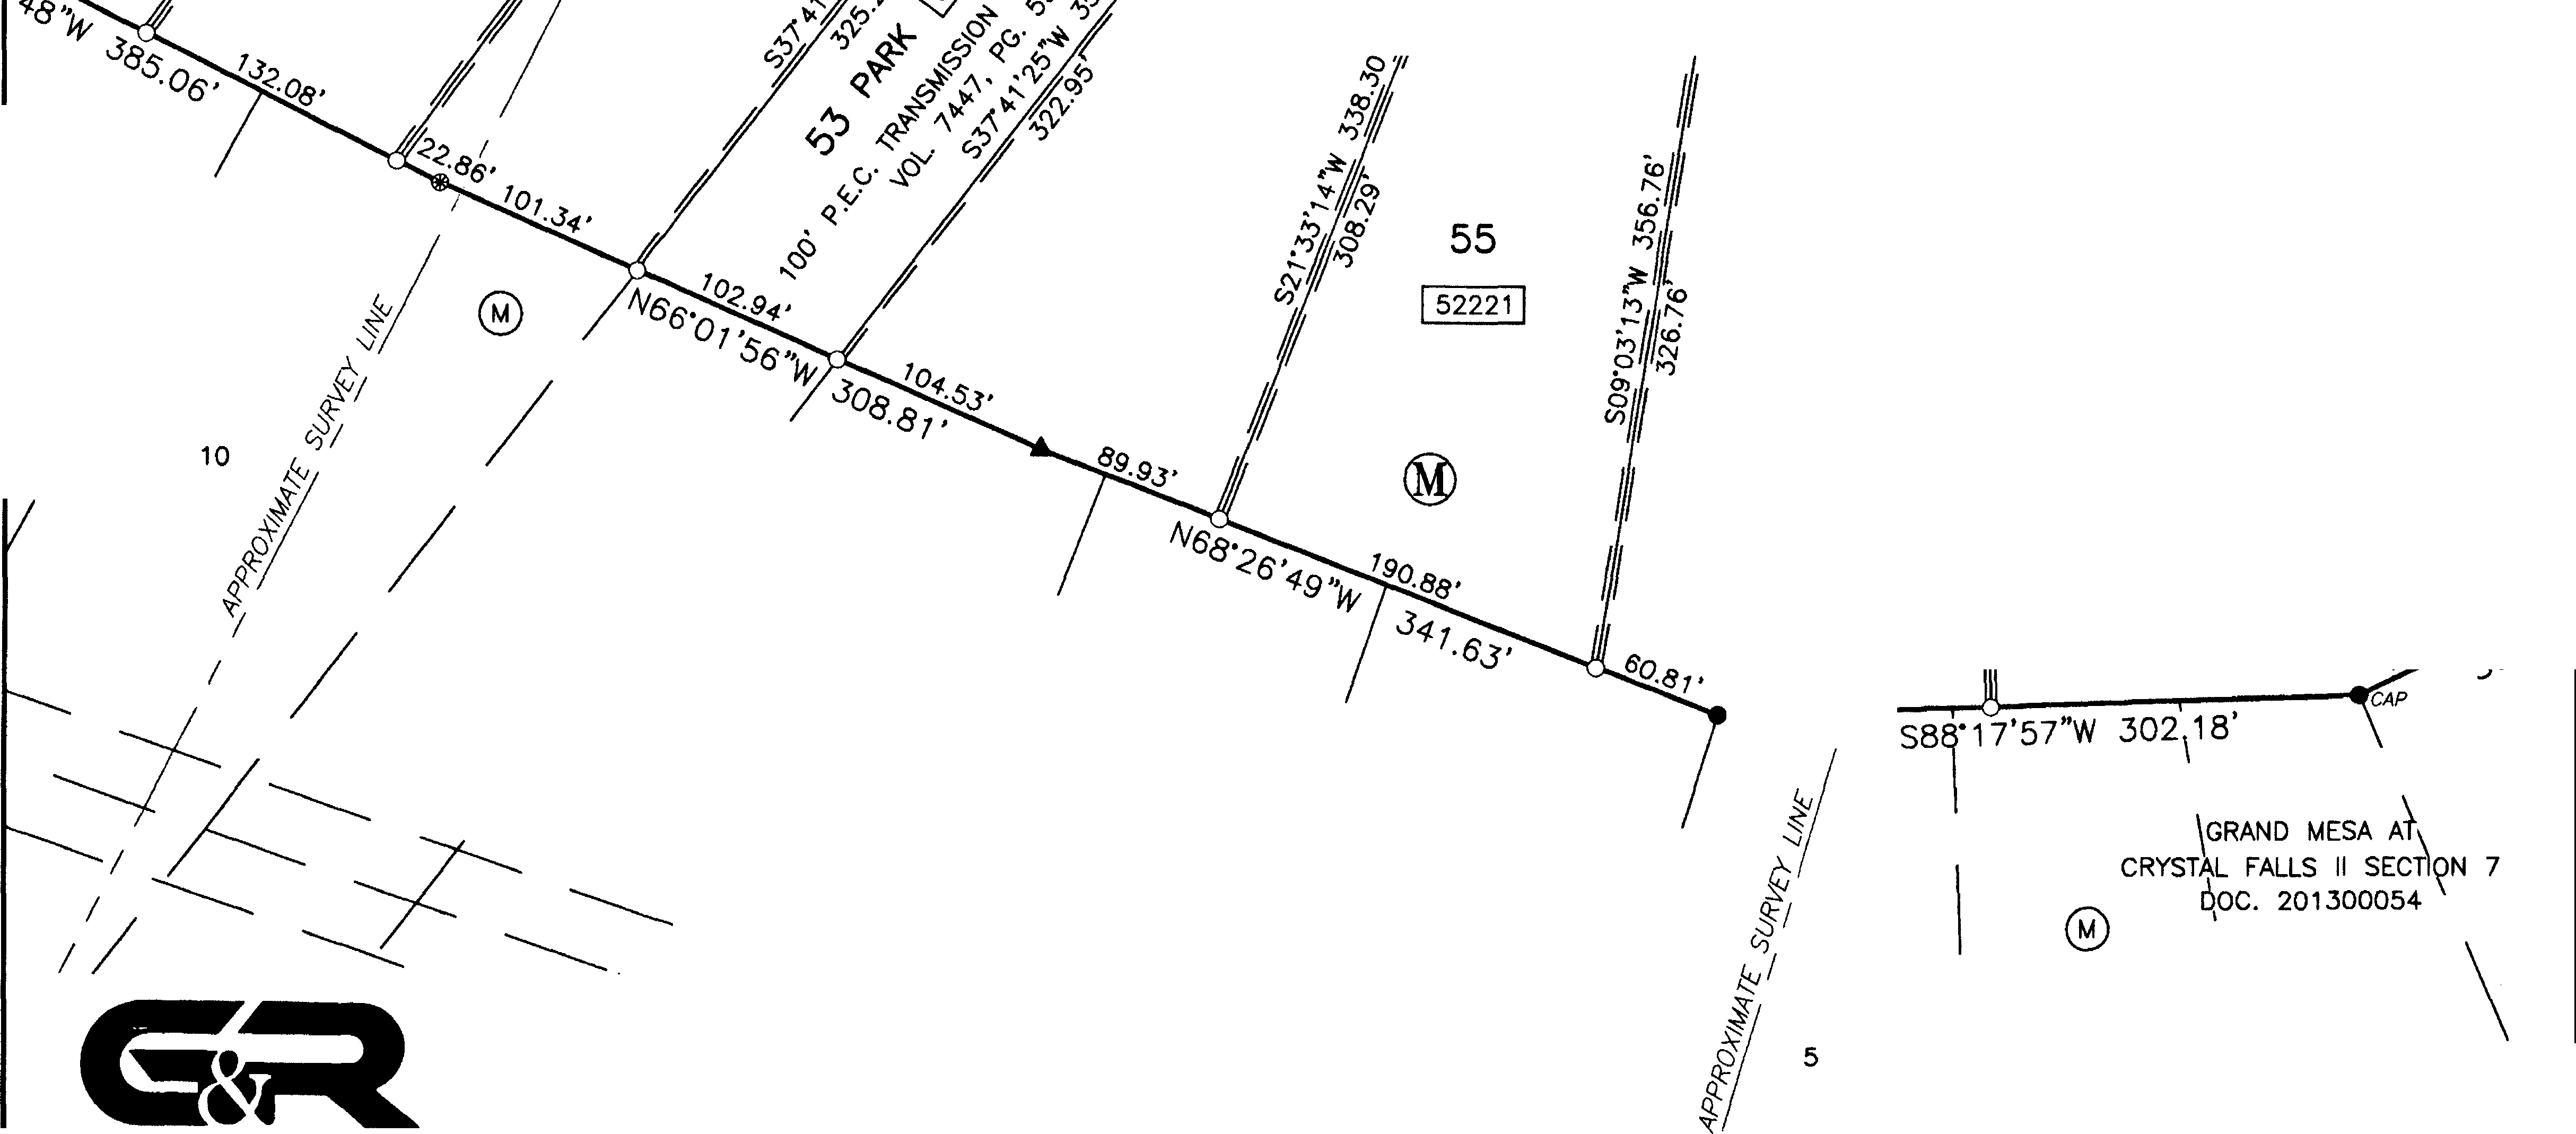 48"W 385.06'
132.08'
22.86'
101.34'
S37°41'
325.2
53 PARK
100' P.E.C. TRANSMISSION
VOL. 7447, PG.
S37°41'25"W
322.95'
102.94'
N66°01'56"W 308.81'
104.53'
S21°33'14"W 338.30
308.29'
55
52221
S09°03'13"W 356.76'
326.76'
M
10
APPROXIMATE SURVEY LINE
89.93'
M
N68°26'49"W 341.63'
190.88'
60.81'
CAP
S88°17'57"W 302.18'
APPROXIMATE SURVEY LINE
GRAND MESA AT
CRYSTAL FALLS II SECTION 7
DOC. 201300054
M
5
G&R